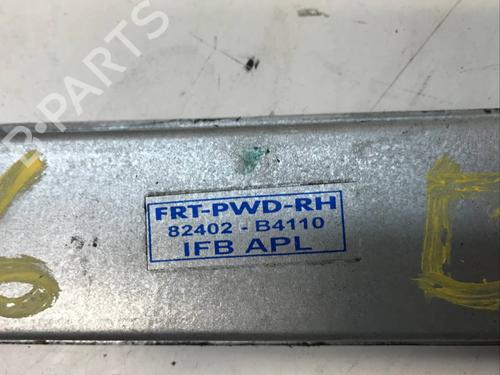 B-PARTS
FRT-PWD-RH
82402 - B4110
IFB APL